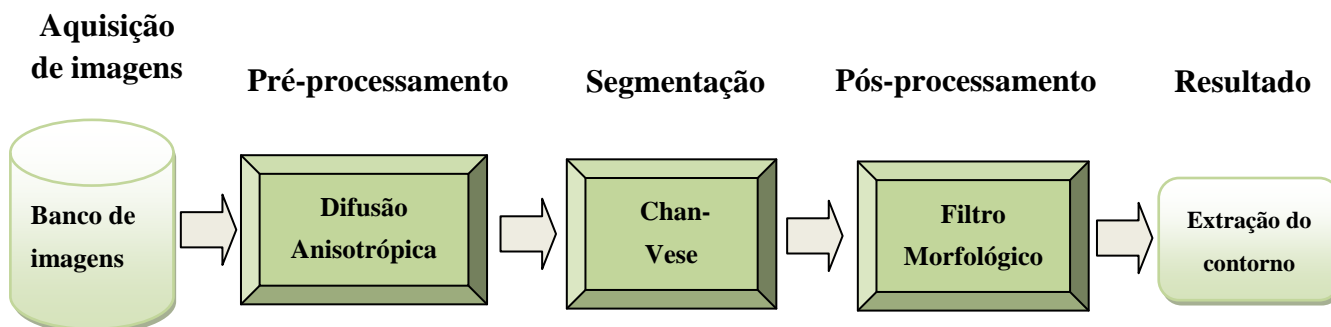 Aquisição
de imagens
Pré-processamento
Segmentação
Pós-processamento
Resultado
Banco de
imagens
Difusão
Anisotrópica
Chan-
Vese
Filtro
Morfológico
Extração do
contorno